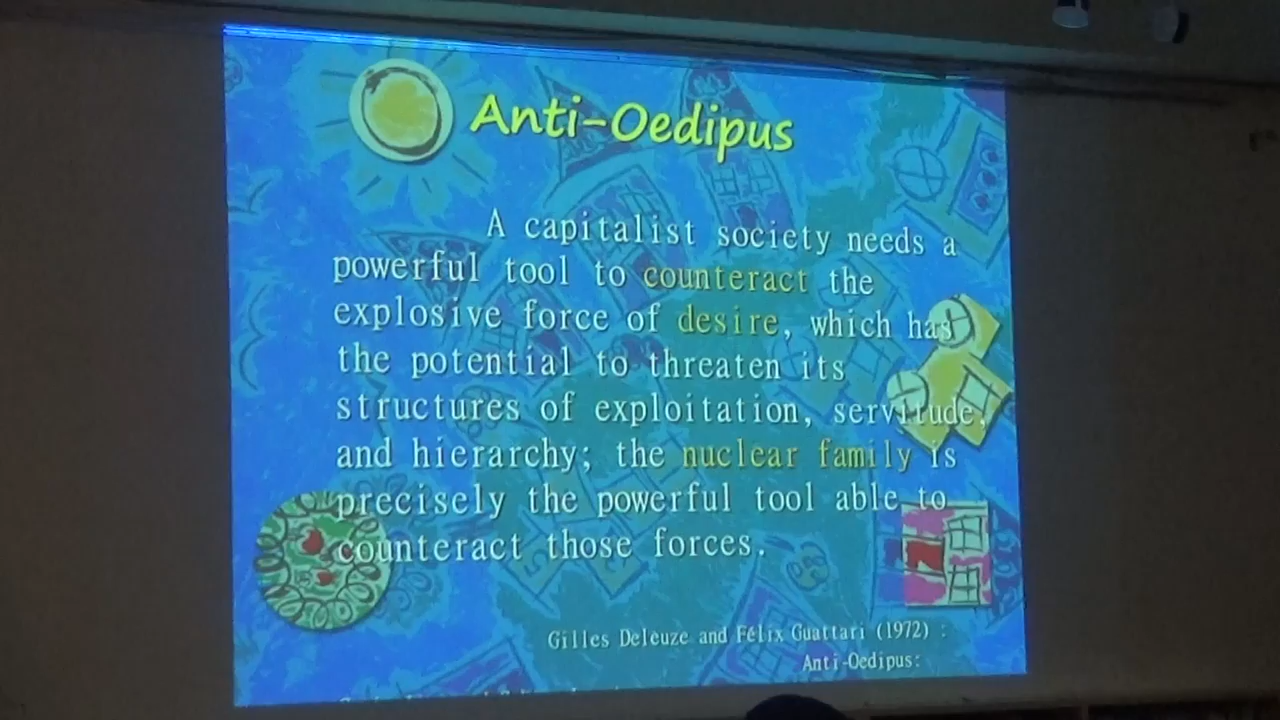 Anti-Oedipus
A capitalist society needs a
powerful tool to counteract the
explosive force of desire, which has
the potential to threaten its
structures of exploitation, servitude,
and hierarchy; the nuclear family is
precisely the powerful tool able to
counteract those forces.
Gilles Deleuze and Félix Guattari (1972) :
Anti-Oedipus: